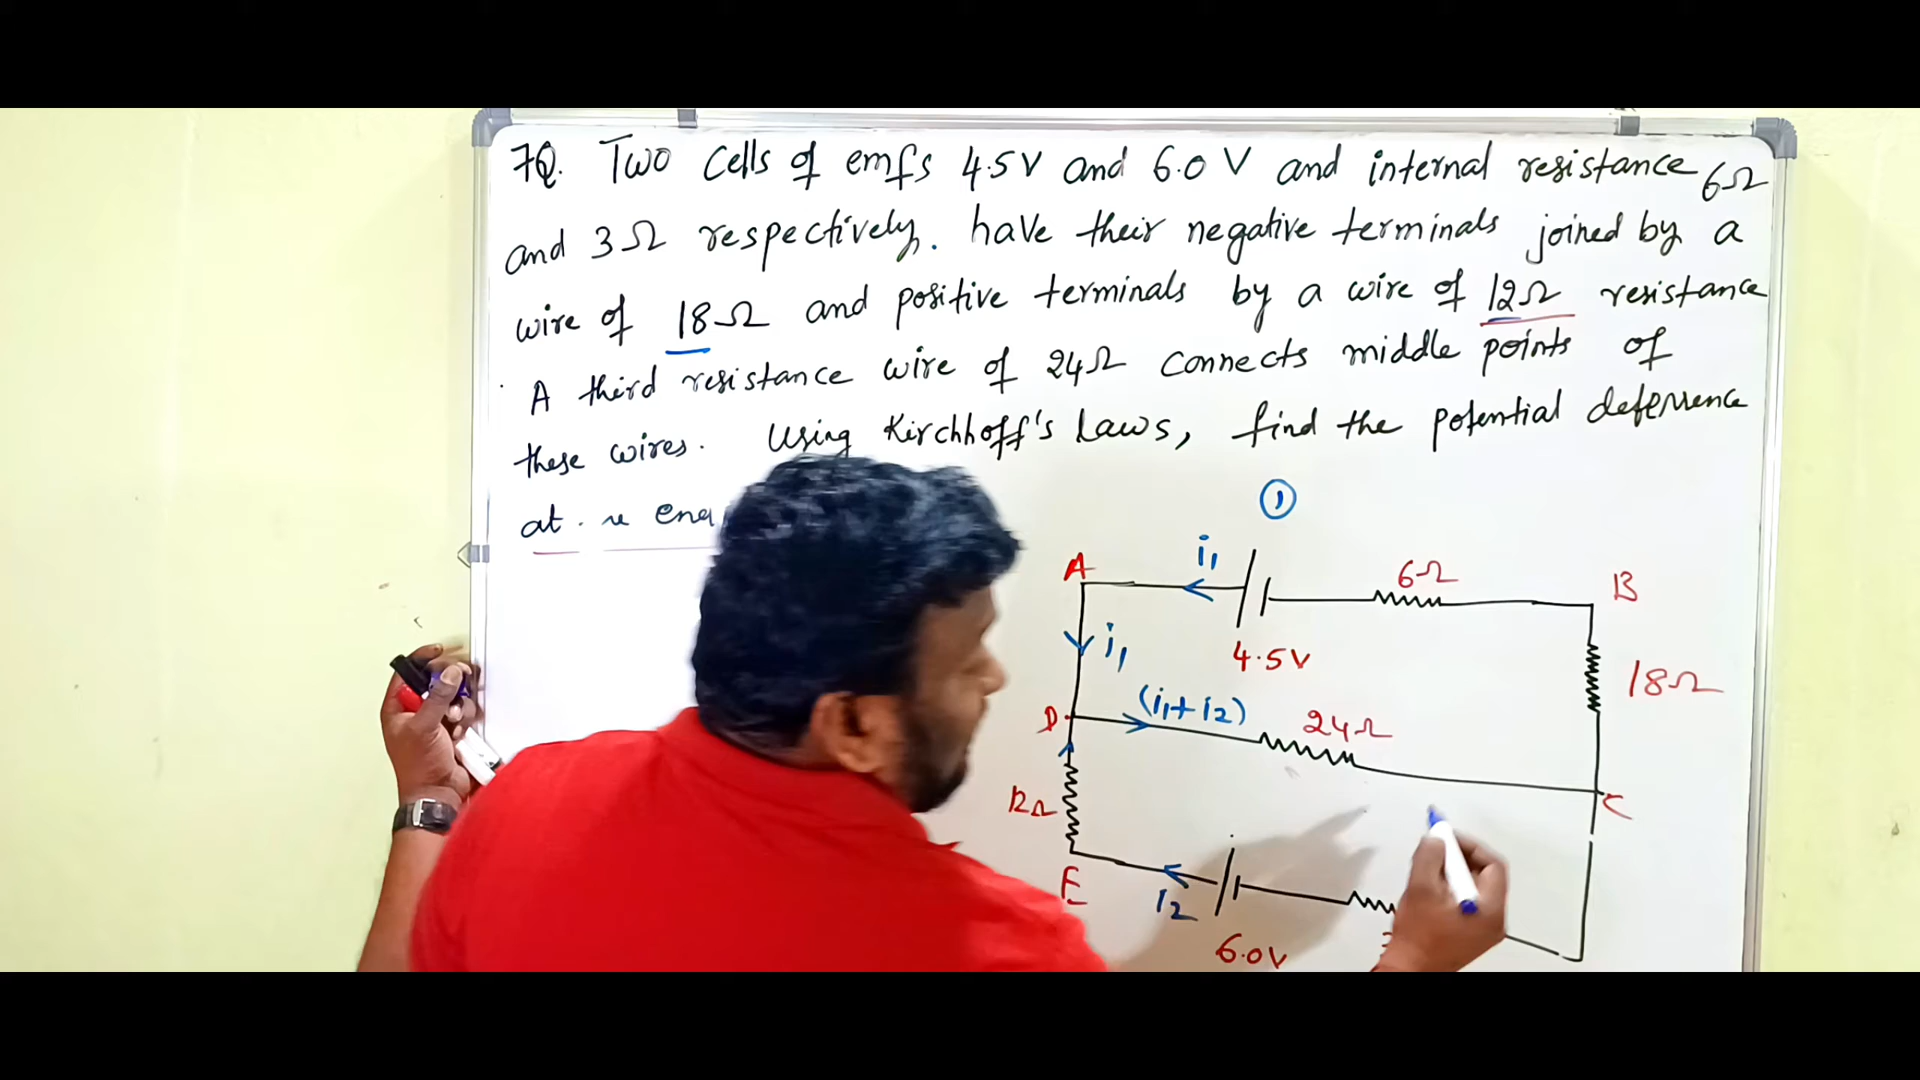 7Q. Two Cells of emfs 4.5V and 6.0 V and internal resistance 6Ω
and 3Ω respectively. have their negative terminals joined by a
wire of 18Ω and positive terminals by a wire of 12Ω resistance
A third resistance wire of 24Ω connects middle points of
these wires. Using Kirchhoff's Laws, find the potential deferrence
at
①
A
i₁
6Ω
B
4.5V
i₁
18Ω
D
(i₁+i₂)
24Ω
12Ω
C
E
i₂
6.0V